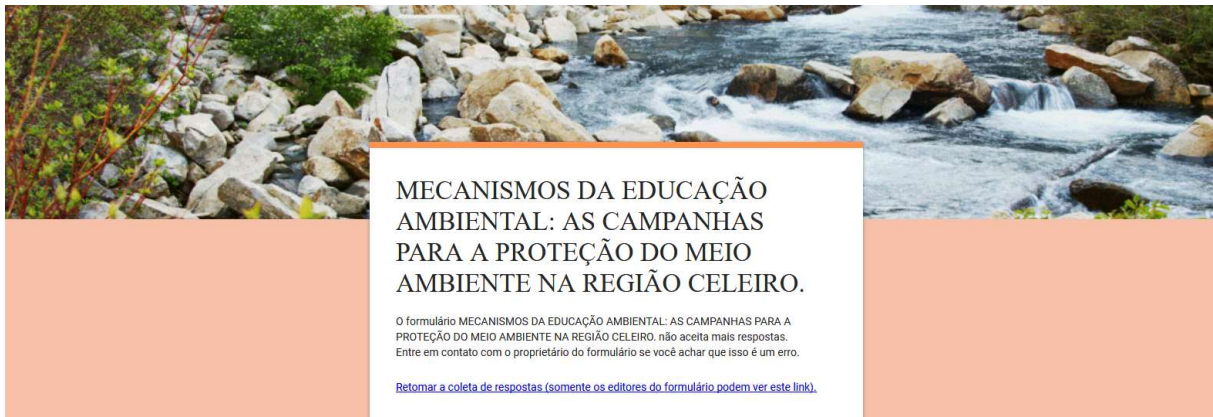 MECANISMOS DA EDUCAÇÃO
AMBIENTAL: AS CAMPANHAS
PARA A PROTEÇÃO DO MEIO
AMBIENTE NA REGIÃO CELEIRO.
O formulário MECANISMOS DA EDUCAÇÃO AMBIENTAL: AS CAMPANHAS PARA A
PROTEÇÃO DO MEIO AMBIENTE NA REGIÃO CELEIRO. não aceita mais respostas.
Entre em contato com o proprietário do formulário se você achar que isso é um erro.
Retomar a coleta de respostas (somente os editores do formulário podem ver este link).